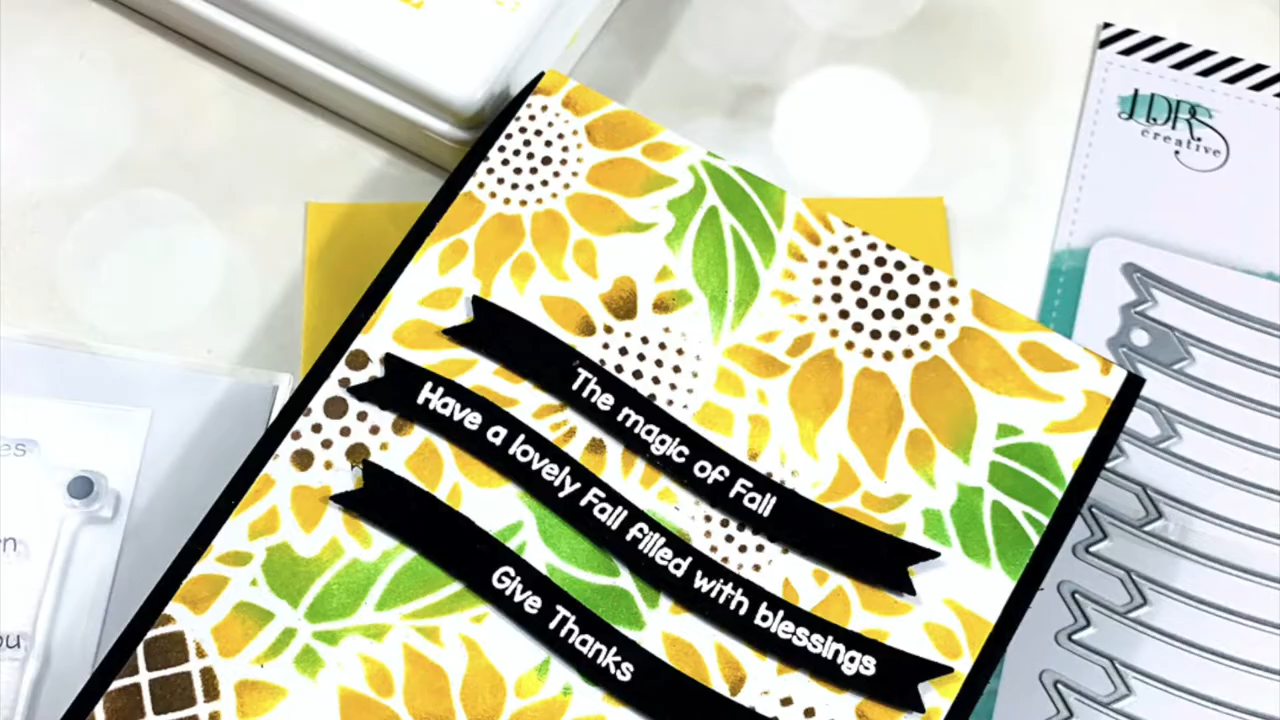 LDRS
creative
The magic of Fall
Have a lovely Fall filled with blessings
Give Thanks